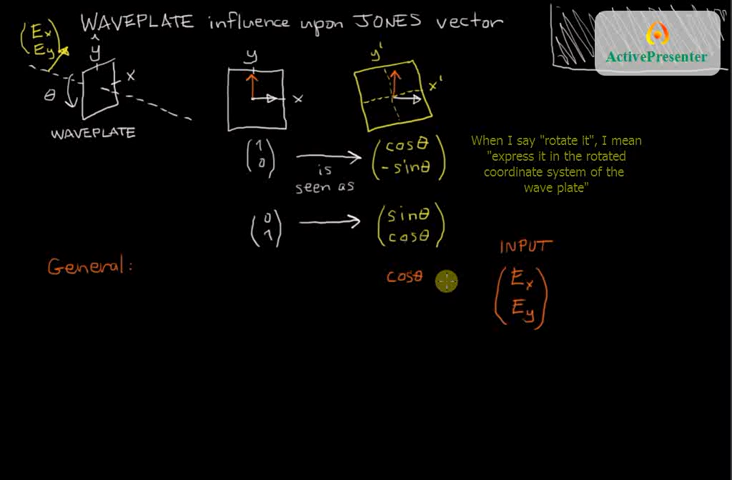 WAVEPLATE influence upon JONES vector
Ex
Ey
ŷ
x
θ
WAVEPLATE
y
x
y'
x'
ActivePresenter
1
0
is
seen as
cosθ
-sinθ
When I say "rotate it", I mean
"express it in the rotated
coordinate system of the
wave plate"
0
1
sinθ
cosθ
General:
cosθ
INPUT
Ex
Ey